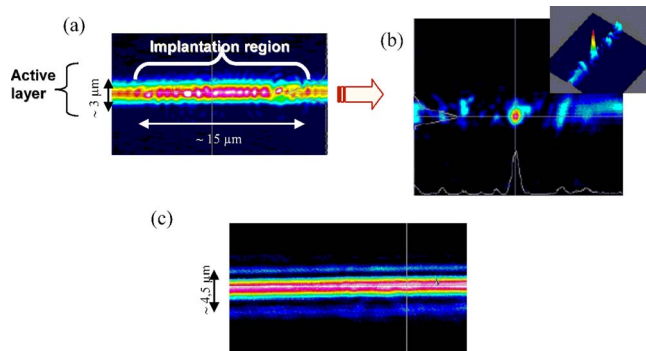 (a)
Implantation region
Active
layer
~ 3 µm
~ 15 µm
(b)
(c)
~ 4,5 µm